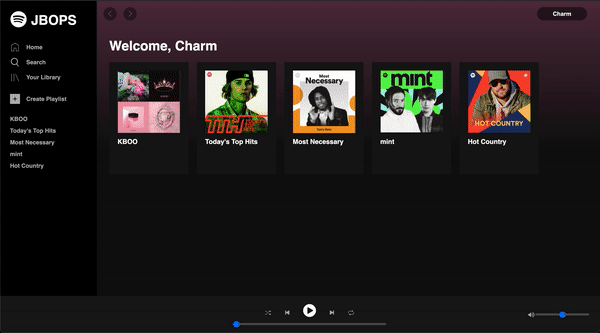 JBOPS
Charm
Home
Search
Your Library
Create Playlist
KBOO
Today's Top Hits
Most Necessary
mint
Hot Country
Welcome, Charm
TTH
Most
Necessary
mint
HOT COUNTRY
KBOO
Today's Top Hits
Most Necessary
mint
Hot Country